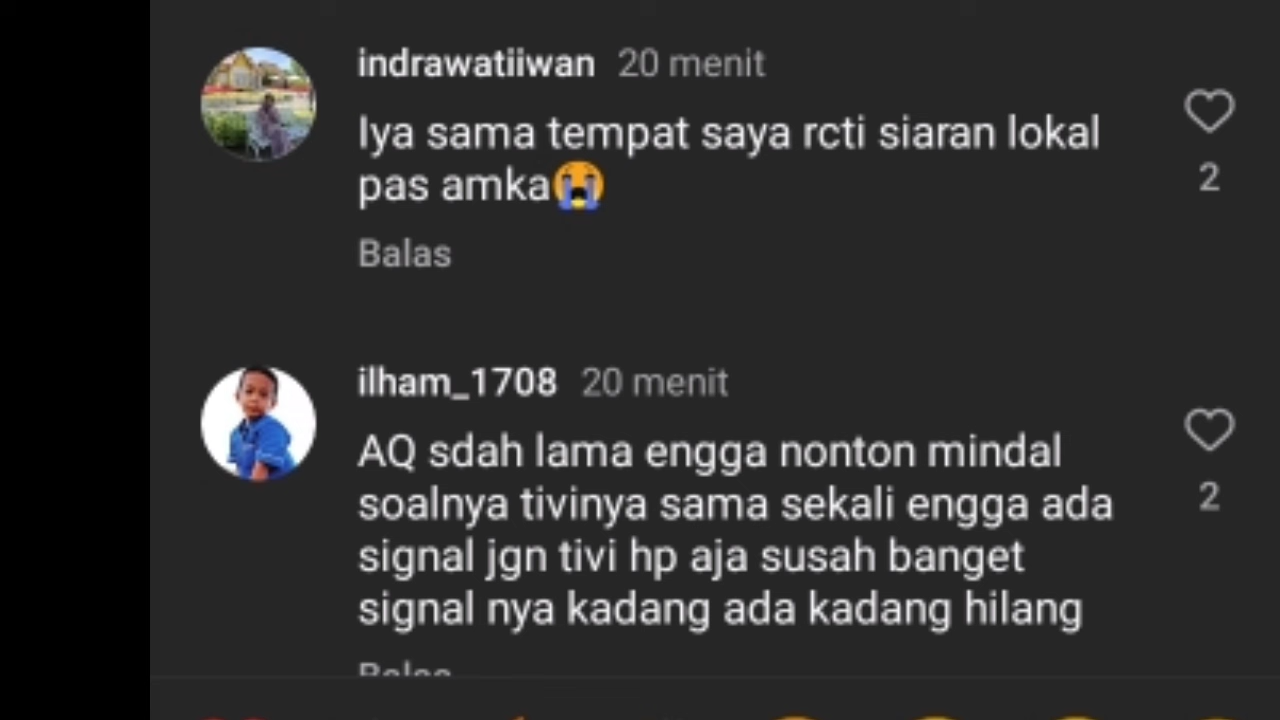 indrawatiiwan 20 menit
Iya sama tempat saya rcti siaran lokal
pas amka😭
2
Balas
ilham_1708 20 menit
AQ sdah lama engga nonton mindal
soalnya tivinya sama sekali engga ada
signal jgn tivi hp aja susah banget
signal nya kadang ada kadang hilang
2
Balas